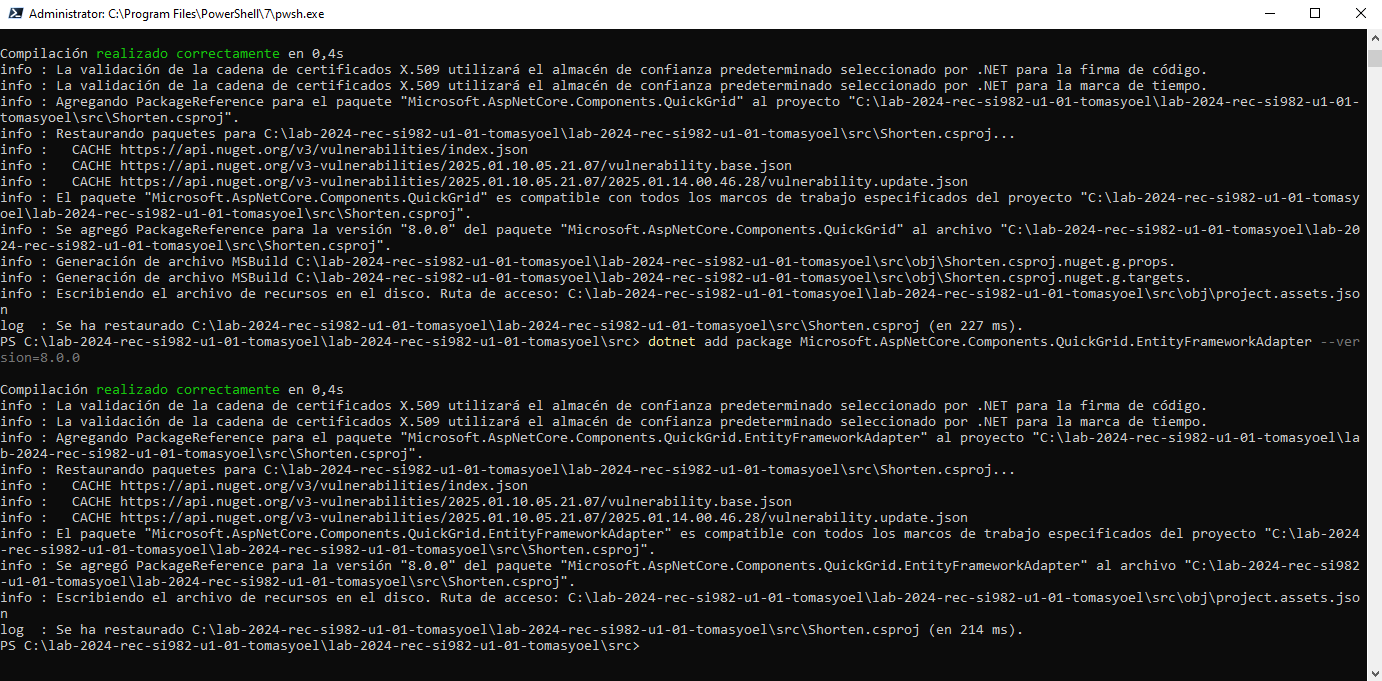 Administrator: C:\Program Files\PowerShell\7\pwsh.exe
Compilación realizado correctamente en 0,4s
info : La validación de la cadena de certificados X.509 utilizará el almacén de confianza predeterminado seleccionado por .NET para la firma de código.
info : La validación de la cadena de certificados X.509 utilizará el almacén de confianza predeterminado seleccionado por .NET para la marca de tiempo.
info : Agregando PackageReference para el paquete "Microsoft.AspNetCore.Components.QuickGrid" al proyecto "C:\lab-2024-rec-si982-u1-01-tomasyoel\lab-2024-rec-si982-u1-01-
tomasyoel\src\Shorten.csproj".
info : Restaurando paquetes para C:\lab-2024-rec-si982-u1-01-tomasyoel\lab-2024-rec-si982-u1-01-tomasyoel\src\Shorten.csproj...
info :   CACHE https://api.nuget.org/v3/vulnerabilities/index.json
info :   CACHE https://api.nuget.org/v3-vulnerabilities/2025.01.10.05.21.07/vulnerability.base.json
info :   CACHE https://api.nuget.org/v3-vulnerabilities/2025.01.10.05.21.07/2025.01.14.00.46.28/vulnerability.update.json
info : El paquete "Microsoft.AspNetCore.Components.QuickGrid" es compatible con todos los marcos de trabajo especificados del proyecto "C:\lab-2024-rec-si982-u1-01-tomasy
oel\lab-2024-rec-si982-u1-01-tomasyoel\src\Shorten.csproj".
info : Se agregó PackageReference para la versión "8.0.0" del paquete "Microsoft.AspNetCore.Components.QuickGrid" al archivo "C:\lab-2024-rec-si982-u1-01-tomasyoel\lab-20
24-rec-si982-u1-01-tomasyoel\src\Shorten.csproj".
info : Generación de archivo MSBuild C:\lab-2024-rec-si982-u1-01-tomasyoel\lab-2024-rec-si982-u1-01-tomasyoel\src\obj\Shorten.csproj.nuget.g.props.
info : Generación de archivo MSBuild C:\lab-2024-rec-si982-u1-01-tomasyoel\lab-2024-rec-si982-u1-01-tomasyoel\src\obj\Shorten.csproj.nuget.g.targets.
info : Escribiendo el archivo de recursos en el disco. Ruta de acceso: C:\lab-2024-rec-si982-u1-01-tomasyoel\lab-2024-rec-si982-u1-01-tomasyoel\src\obj\project.assets.jso
n
log  : Se ha restaurado C:\lab-2024-rec-si982-u1-01-tomasyoel\lab-2024-rec-si982-u1-01-tomasyoel\src\Shorten.csproj (en 227 ms).
PS C:\lab-2024-rec-si982-u1-01-tomasyoel\lab-2024-rec-si982-u1-01-tomasyoel\src> dotnet add package Microsoft.AspNetCore.Components.QuickGrid.EntityFrameworkAdapter --ver
sion=8.0.0
Compilación realizado correctamente en 0,4s
info : La validación de la cadena de certificados X.509 utilizará el almacén de confianza predeterminado seleccionado por .NET para la firma de código.
info : La validación de la cadena de certificados X.509 utilizará el almacén de confianza predeterminado seleccionado por .NET para la marca de tiempo.
info : Agregando PackageReference para el paquete "Microsoft.AspNetCore.Components.QuickGrid.EntityFrameworkAdapter" al proyecto "C:\lab-2024-rec-si982-u1-01-tomasyoel\la
b-2024-rec-si982-u1-01-tomasyoel\src\Shorten.csproj".
info : Restaurando paquetes para C:\lab-2024-rec-si982-u1-01-tomasyoel\lab-2024-rec-si982-u1-01-tomasyoel\src\Shorten.csproj...
info :   CACHE https://api.nuget.org/v3/vulnerabilities/index.json
info :   CACHE https://api.nuget.org/v3-vulnerabilities/2025.01.10.05.21.07/vulnerability.base.json
info :   CACHE https://api.nuget.org/v3-vulnerabilities/2025.01.10.05.21.07/2025.01.14.00.46.28/vulnerability.update.json
info : El paquete "Microsoft.AspNetCore.Components.QuickGrid.EntityFrameworkAdapter" es compatible con todos los marcos de trabajo especificados del proyecto "C:\lab-2024
-rec-si982-u1-01-tomasyoel\lab-2024-rec-si982-u1-01-tomasyoel\src\Shorten.csproj".
info : Se agregó PackageReference para la versión "8.0.0" del paquete "Microsoft.AspNetCore.Components.QuickGrid.EntityFrameworkAdapter" al archivo "C:\lab-2024-rec-si982
-u1-01-tomasyoel\lab-2024-rec-si982-u1-01-tomasyoel\src\Shorten.csproj".
info : Escribiendo el archivo de recursos en el disco. Ruta de acceso: C:\lab-2024-rec-si982-u1-01-tomasyoel\lab-2024-rec-si982-u1-01-tomasyoel\src\obj\project.assets.jso
n
log  : Se ha restaurado C:\lab-2024-rec-si982-u1-01-tomasyoel\lab-2024-rec-si982-u1-01-tomasyoel\src\Shorten.csproj (en 214 ms).
PS C:\lab-2024-rec-si982-u1-01-tomasyoel\lab-2024-rec-si982-u1-01-tomasyoel\src>